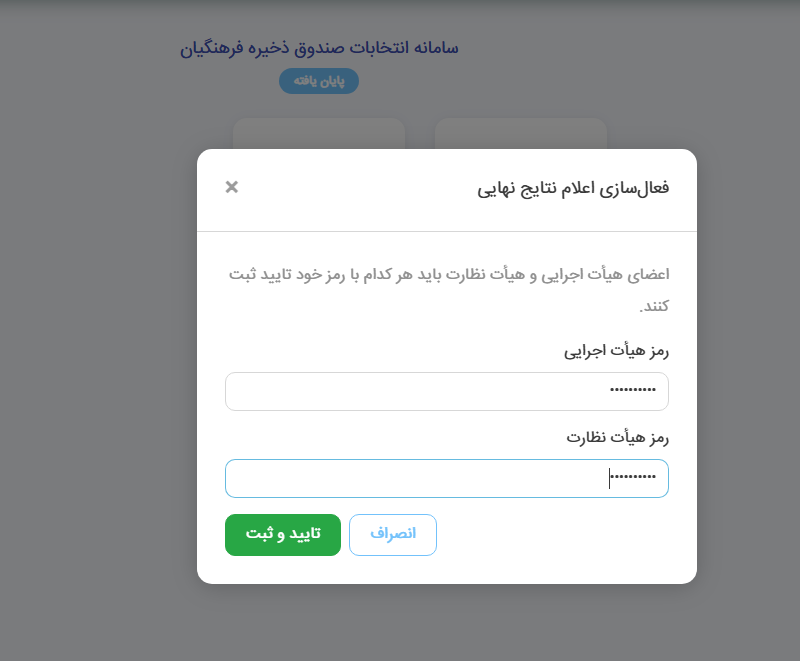 سامانه انتخابات صندوق ذخیره فرهنگیان
پایان یافته
فعال‌سازی اعلام نتایج نهایی
×
اعضای هیأت اجرایی و هیأت نظارت باید هر کدام با رمز خود تایید ثبت
کنند.
رمز هیأت اجرایی
••••••••••
رمز هیأت نظارت
••••••••••
انصراف
تایید و ثبت